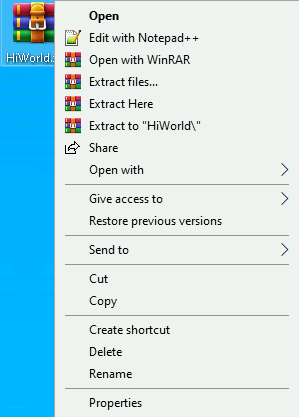 HiWorld.
Open
Edit with Notepad++
Open with WinRAR
Extract files...
Extract Here
Extract to "HiWorld\"
Share
Open with
Give access to
Restore previous versions
Send to
Cut
Copy
Create shortcut
Delete
Rename
Properties